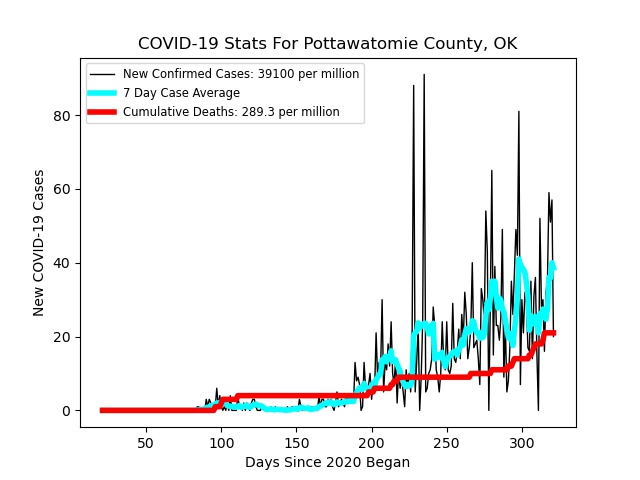 COVID-19 Stats For Pottawatomie County, OK
New Confirmed Cases: 39100 per million
7 Day Case Average
Cumulative Deaths: 289.3 per million
New COVID-19 Cases
80
60
40
20
0
50 100 150 200 250 300
Days Since 2020 Began